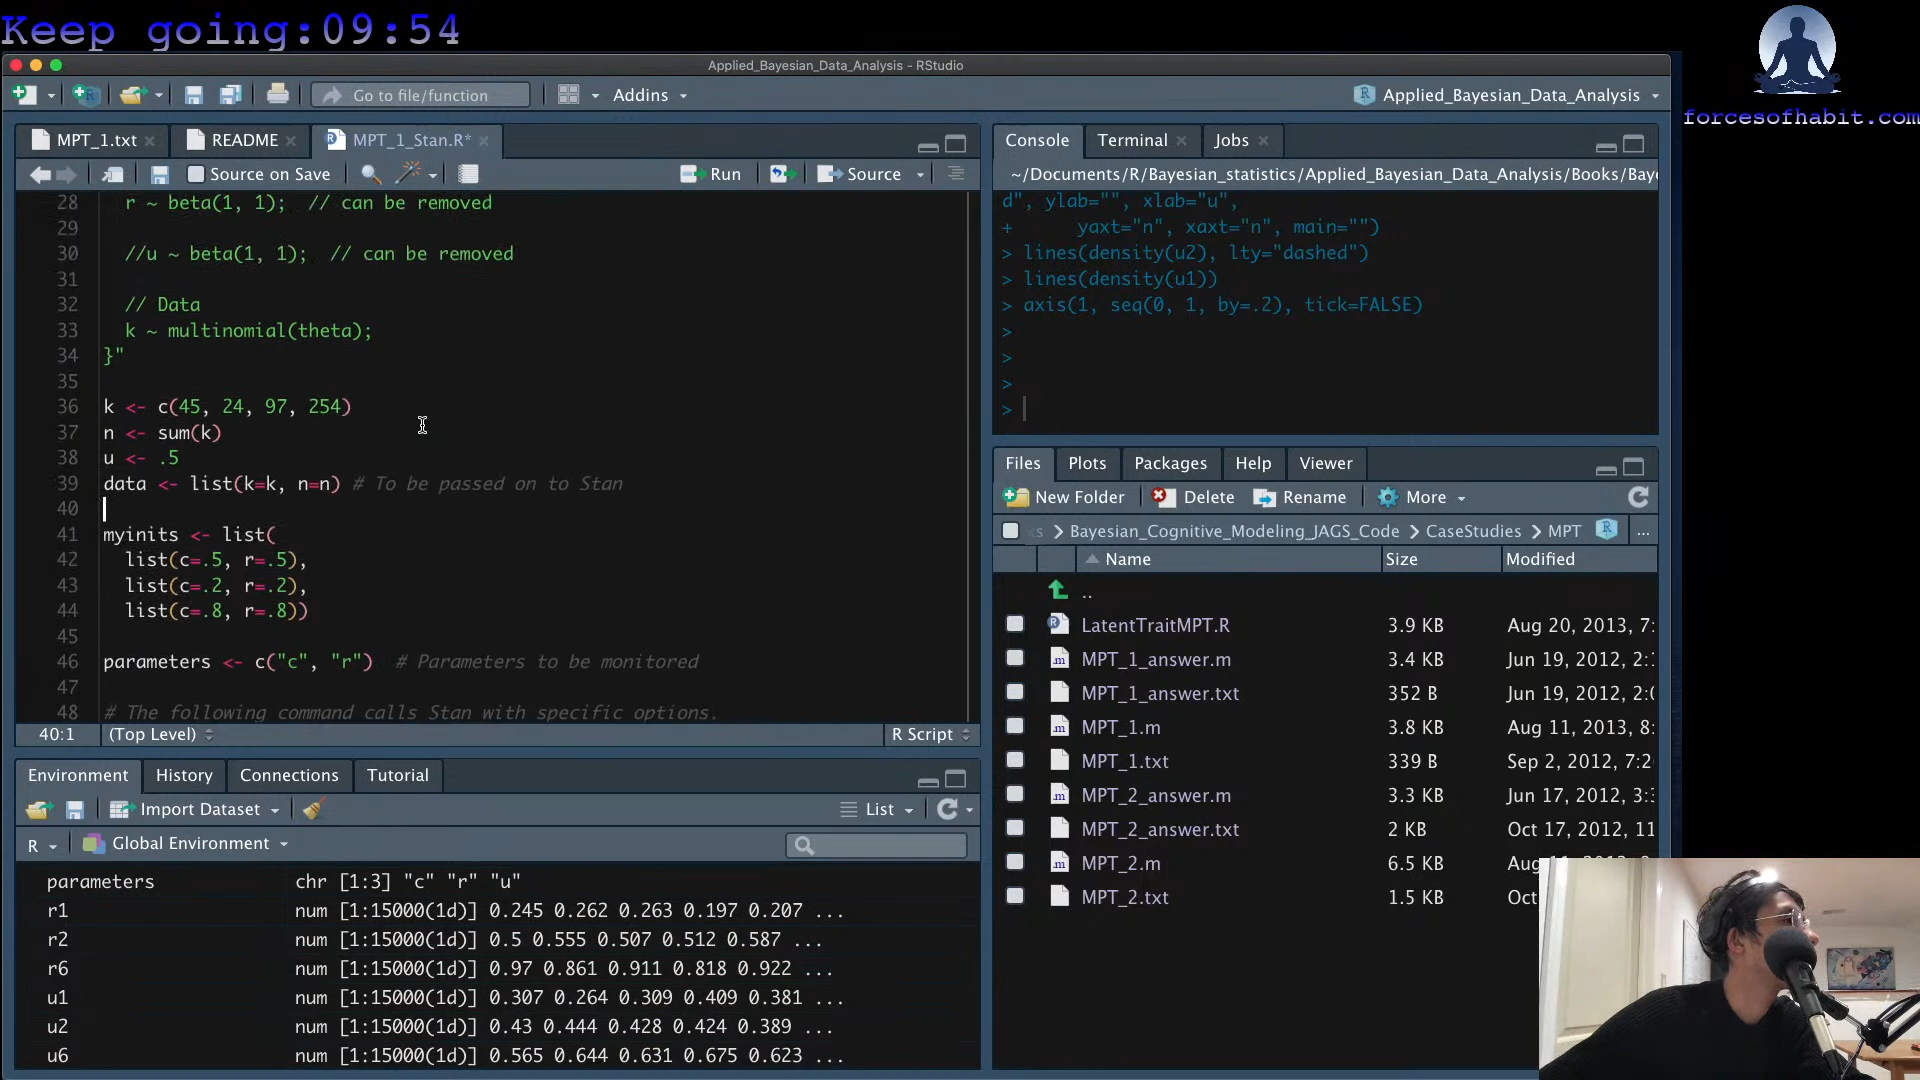 Keep going:09:54
forcesofhabit.com
Applied_Bayesian_Data_Analysis - RStudio
Go to file/function
Addins
Applied_Bayesian_Data_Analysis
MPT_1.txt
README
MPT_1_Stan.R*
Source on Save
Run
Source
28 r ~ beta(1, 1);  // can be removed
29
30 //u ~ beta(1, 1);  // can be removed
31
32 // Data
33 k ~ multinomial(theta);
34 }"
35
36 k <- c(45, 24, 97, 254)
37 n <- sum(k)
38 u <- .5
39 data <- list(k=k, n=n) # To be passed on to Stan
40
41 myinits <- list(
42 list(c=.5, r=.5),
43 list(c=.2, r=.2),
44 list(c=.8, r=.8))
45
46 parameters <- c("c", "r")  # Parameters to be monitored
47
48 # The following command calls Stan with specific options.
40:1
(Top Level)
R Script
Environment
History
Connections
Tutorial
Import Dataset
List
R
Global Environment
parameters chr [1:3] "c" "r" "u"
r1 num [1:15000(1d)] 0.245 0.262 0.263 0.197 0.207 ...
r2 num [1:15000(1d)] 0.5 0.555 0.507 0.512 0.587 ...
r6 num [1:15000(1d)] 0.97 0.861 0.911 0.818 0.922 ...
u1 num [1:15000(1d)] 0.307 0.264 0.309 0.409 0.381 ...
u2 num [1:15000(1d)] 0.43 0.444 0.428 0.424 0.389 ...
u6 num [1:15000(1d)] 0.565 0.644 0.631 0.675 0.623 ...
Console
Terminal
Jobs
~/Documents/R/Bayesian_statistics/Applied_Bayesian_Data_Analysis/Books/Baye
d", ylab="", xlab="u",
+ yaxt="n", xaxt="n", main="")
> lines(density(u2), lty="dashed")
> lines(density(u1))
> axis(1, seq(0, 1, by=.2), tick=FALSE)
>
>
>
>
Files
Plots
Packages
Help
Viewer
New Folder
Delete
Rename
More
ks > Bayesian_Cognitive_Modeling_JAGS_Code > CaseStudies > MPT ...
Name Size Modified
..
LatentTraitMPT.R 3.9 KB Aug 20, 2013, 7:
MPT_1_answer.m 3.4 KB Jun 19, 2012, 2:
MPT_1_answer.txt 352 B Jun 19, 2012, 2:0
MPT_1.m 3.8 KB Aug 11, 2013, 8:
MPT_1.txt 339 B Sep 2, 2012, 7:2
MPT_2_answer.m 3.3 KB Jun 17, 2012, 3:
MPT_2_answer.txt 2 KB Oct 17, 2012, 11
MPT_2.m 6.5 KB Aug
MPT_2.txt 1.5 KB Oct